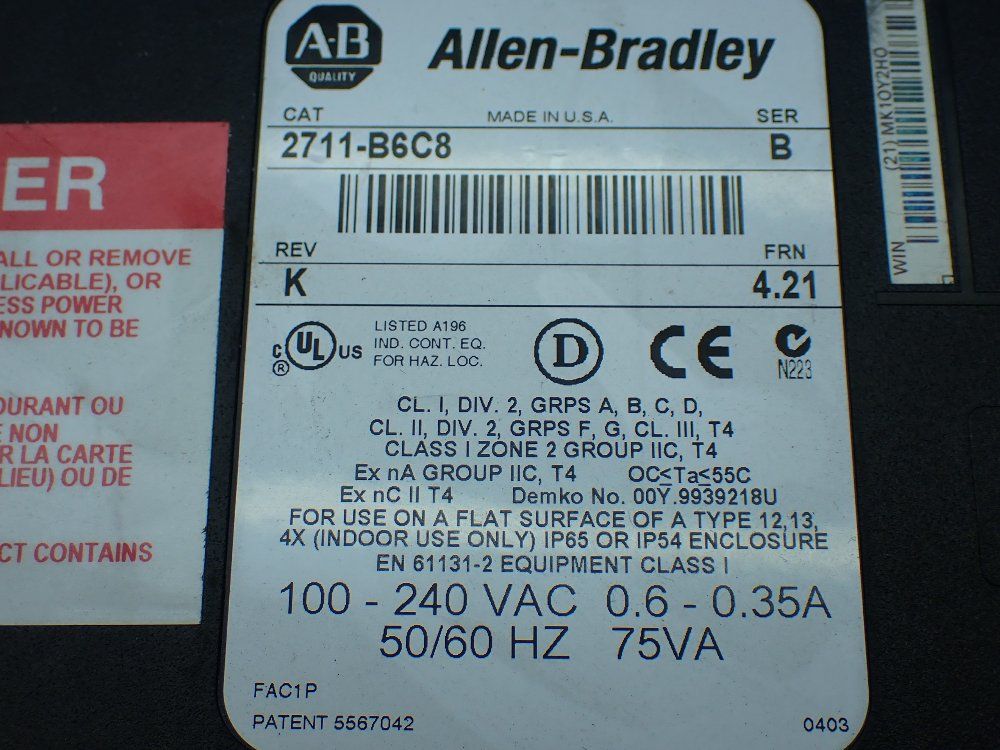 A-B
QUALITY
Allen-Bradley
CAT MADE IN U.S.A. SER
2711-B6C8 B
REV FRN
K 4.21
C UL US ®
LISTED A196
IND. CONT. EQ.
FOR HAZ. LOC.
D
CE
N223
CL. I, DIV. 2, GRPS A, B, C, D,
CL. II, DIV. 2, GRPS F, G, CL. III, T4
CLASS I ZONE 2 GROUP IIC, T4
Ex nA GROUP IIC, T4 OC≤Ta≤55C
Ex nC II T4 Demko No. 00Y.9939218U
FOR USE ON A FLAT SURFACE OF A TYPE 12,13,
4X (INDOOR USE ONLY) IP65 OR IP54 ENCLOSURE
EN 61131-2 EQUIPMENT CLASS I
100 - 240 VAC 0.6 - 0.35A
50/60 HZ 75VA
FAC1P
PATENT 5567042 0403
ER
ALL OR REMOVE
LICABLE), OR
ESS POWER
NOWN TO BE
OURANT OU
E NON
R LA CARTE
LIEU) OU DE
CT CONTAINS
WIN (21) MK10Y2HO